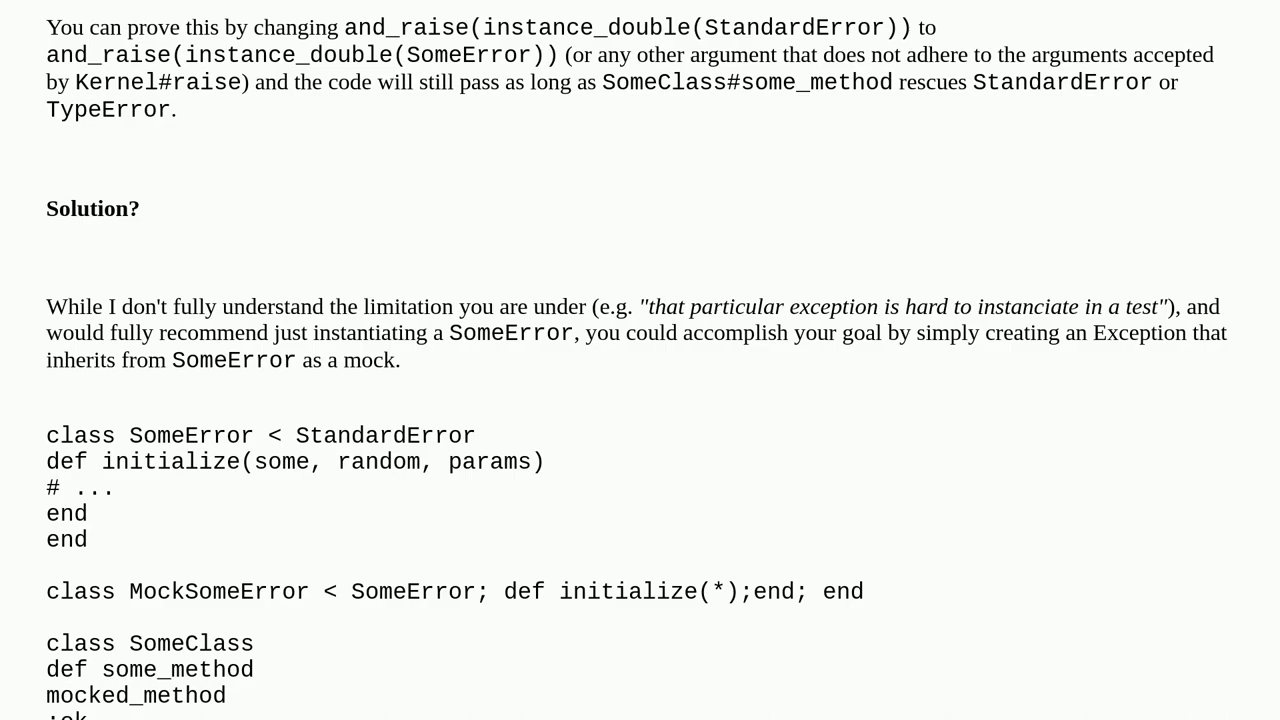 You can prove this by changing and_raise(instance_double(StandardError)) to
and_raise(instance_double(SomeError)) (or any other argument that does not adhere to the arguments accepted
by Kernel#raise) and the code will still pass as long as SomeClass#some_method rescues StandardError or
TypeError.
Solution?
While I don't fully understand the limitation you are under (e.g. "that particular exception is hard to instanciate in a test"), and
would fully recommend just instantiating a SomeError, you could accomplish your goal by simply creating an Exception that
inherits from SomeError as a mock.
class SomeError < StandardError
def initialize(some, random, params)
# ...
end
end
class MockSomeError < SomeError; def initialize(*);end; end
class SomeClass
def some_method
mocked_method
:ok